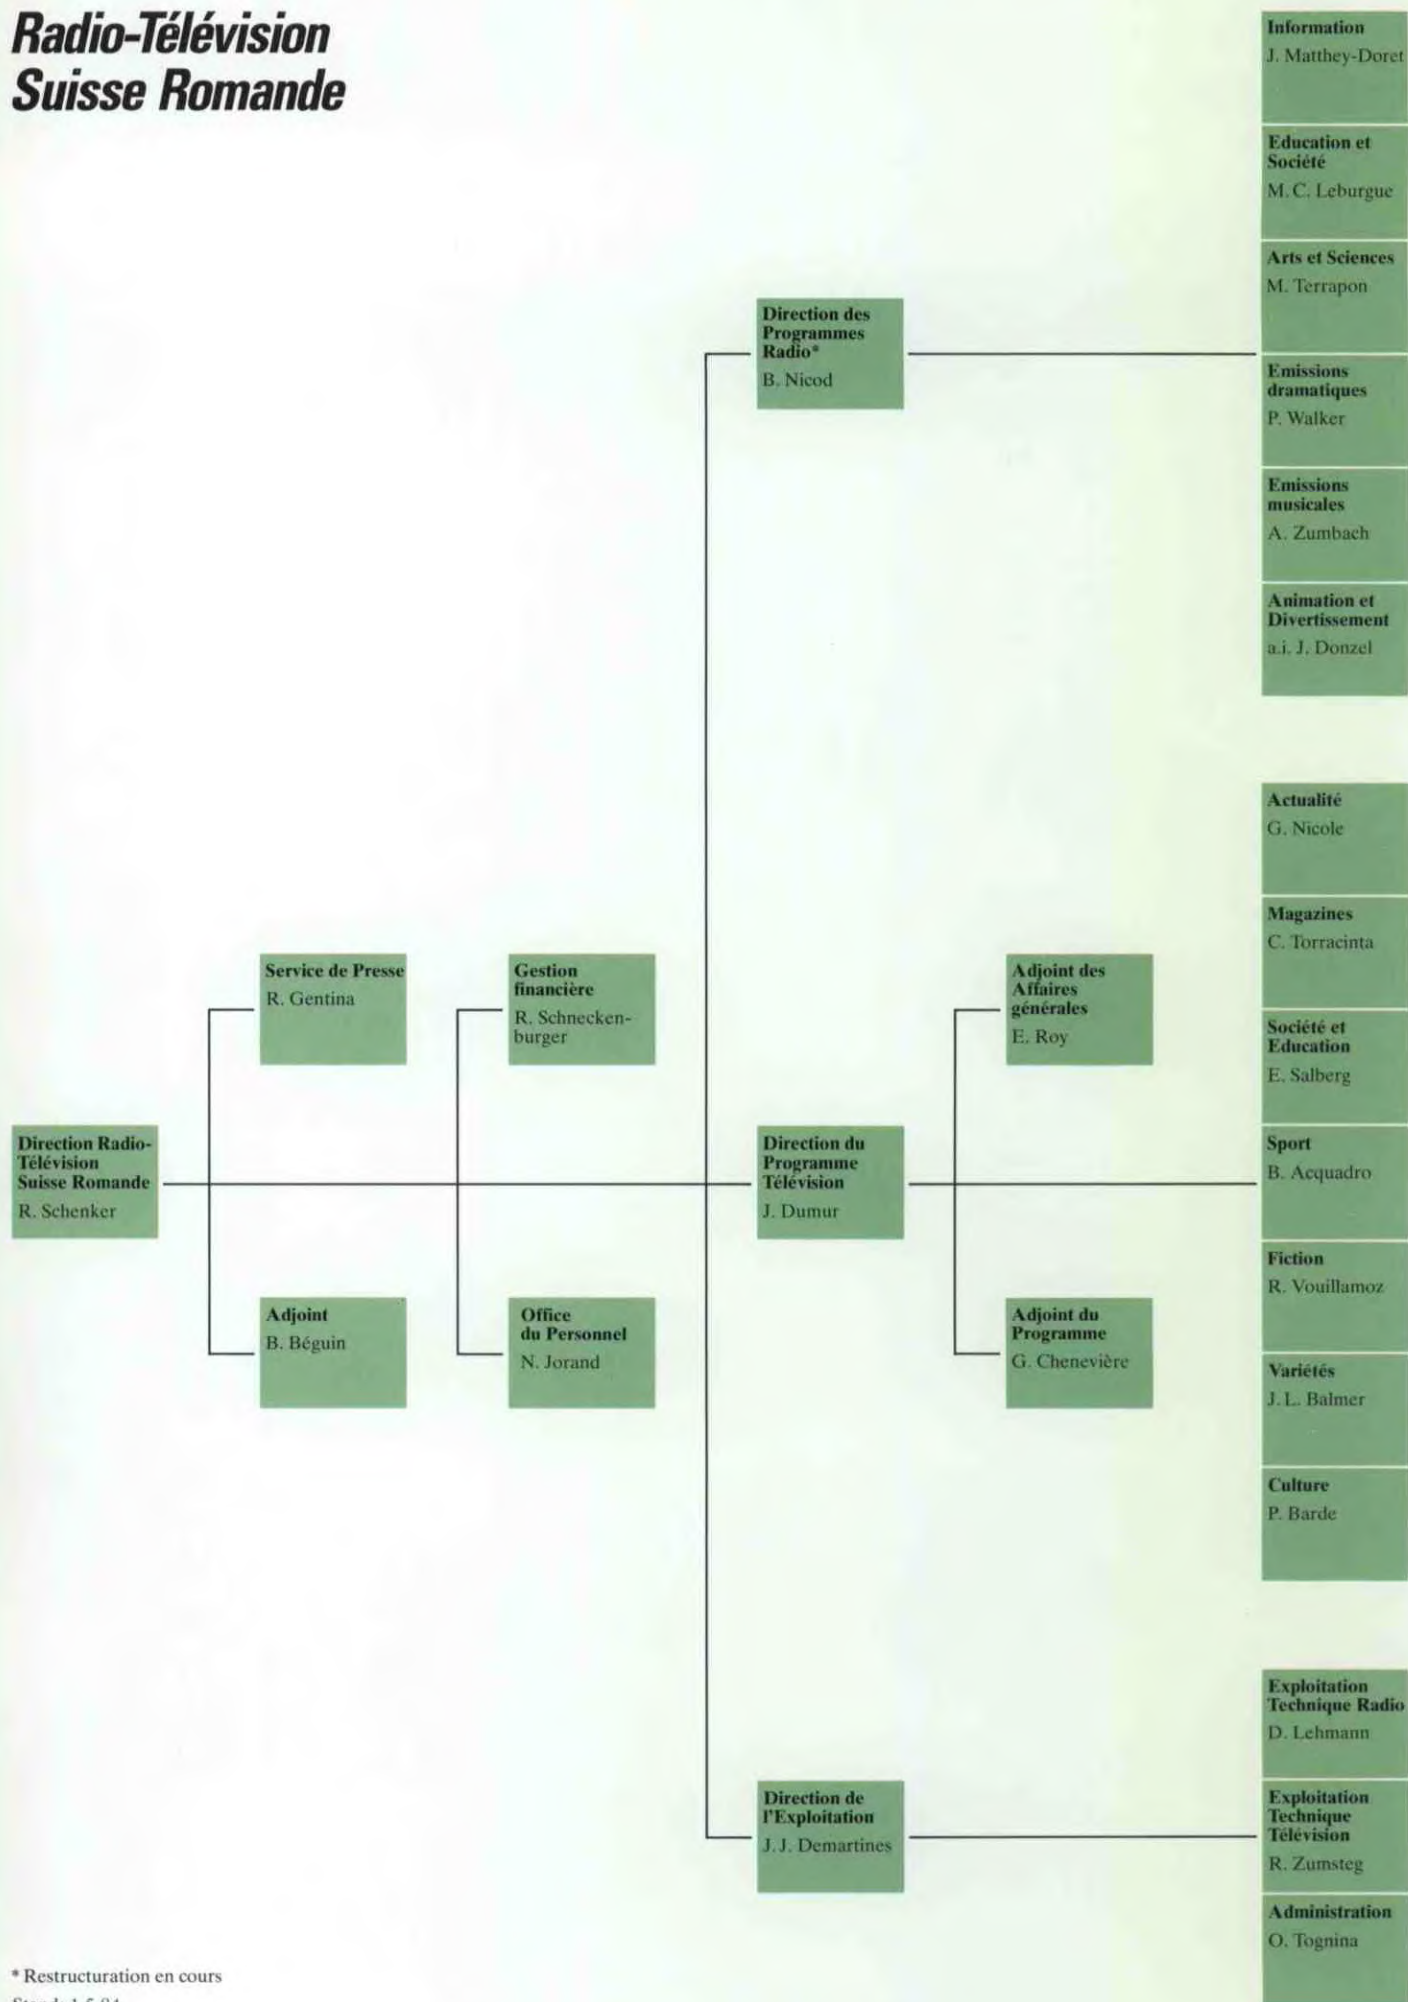 Radio-Télévision
Suisse Romande
Information
J. Matthey-Doret
Education et
Société
M. C. Leburgue
Arts et Sciences
M. Terrapon
Direction des
Programmes
Radio*
B. Nicod
Emissions
dramatiques
P. Walker
Emissions
musicales
A. Zumbach
Animation et
Divertissement
a.i. J. Donzel
Actualité
G. Nicole
Magazines
C. Torracinta
Service de Presse
R. Gentina
Gestion
financière
R. Schnecken-
burger
Adjoint des
Affaires
générales
E. Roy
Société et
Education
E. Salberg
Direction Radio-
Télévision
Suisse Romande
R. Schenker
Direction du
Programme
Télévision
J. Dumur
Sport
B. Acquadro
Fiction
R. Vouillamoz
Adjoint
B. Béguin
Office
du Personnel
N. Jorand
Adjoint du
Programme
G. Chenevière
Variétés
J. L. Balmer
Culture
P. Barde
Exploitation
Technique Radio
D. Lehmann
Direction de
l'Exploitation
J. J. Demartines
Exploitation
Technique
Télévision
R. Zumsteg
Administration
O. Tognina
* Restructuration en cours